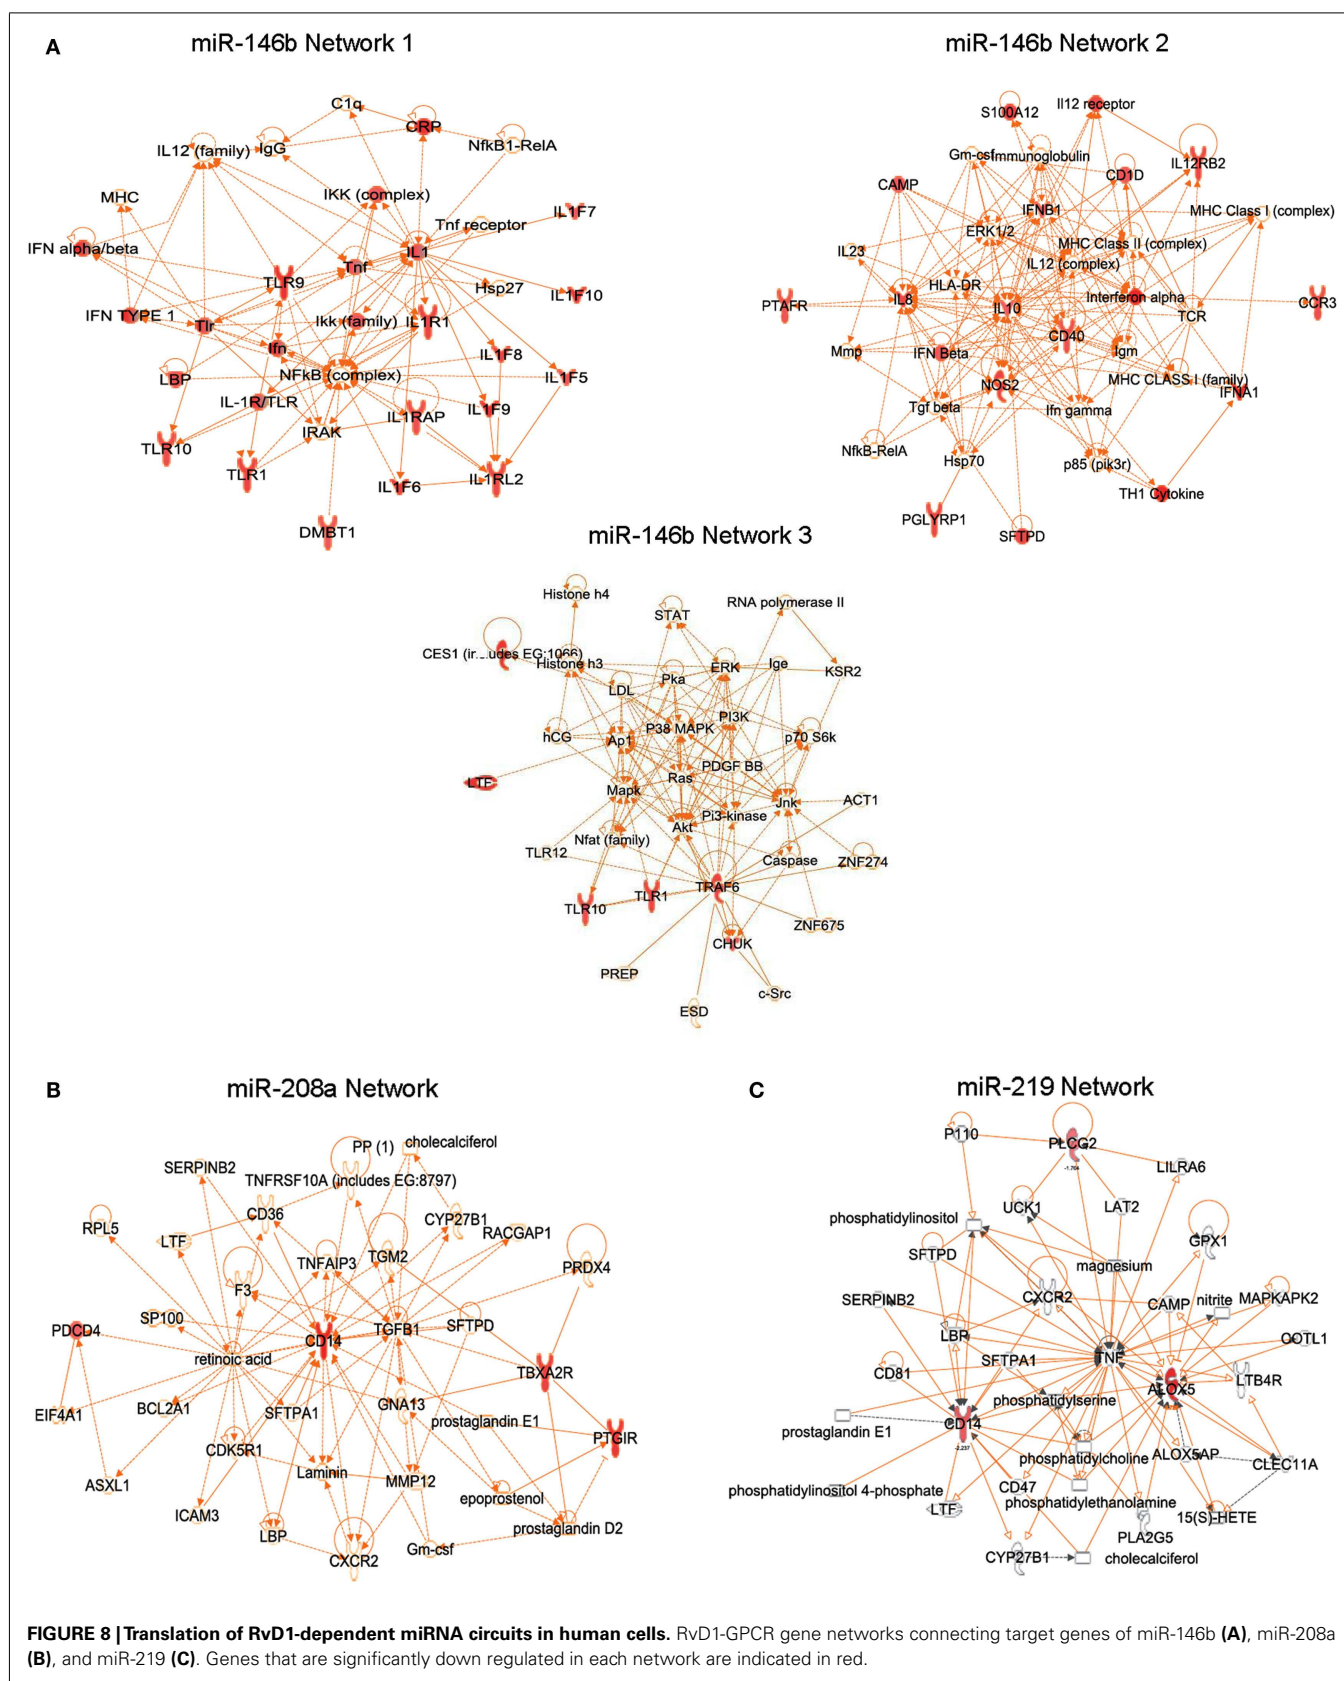 A
miR-146b Network 1
C1q
CRP
IL12 (family)
IgG
NfkB1-RelA
MHC
IKK (complex)
IL1F7
Tnf receptor
IFN alpha/beta
IL1
Tnf
TLR9
Hsp27
IL1F10
IFN TYPE 1
Tlr
Ikk (family)
IL1R1
Ifn
IL1F8
LBP
NFkB (complex)
IL1F5
IL-1R/TLR
IL1RAP
IL1F9
IRAK
TLR10
TLR1
IL1F6
IL1RL2
DMBT1
miR-146b Network 2
S100A12
Il12 receptor
Gm-csf
Immunoglobulin
IL12RB2
CAMP
CD1D
IFNB1
MHC Class I (complex)
ERK1/2
MHC Class II (complex)
IL23
IL12 (complex)
HLA-DR
PTAFR
IL8
IL10
Interferon alpha
CCR3
TCR
CD40
Mmp
IFN Beta
Igm
NOS2
MHC CLASS I (family)
IFNA1
Tgf beta
Ifn gamma
NfkB-RelA
Hsp70
p85 (pik3r)
TH1 Cytokine
PGLYRP1
SFTPD
miR-146b Network 3
Histone h4
STAT
RNA polymerase II
CES1 (includes EG:1066)
Histone h3
ERK
Ige
KSR2
LDL
Pka
PI3K
hCG
Ap1
P38 MAPK
p70 S6k
LTF
PDGF BB
Ras
Mapk
Jnk
ACT1
Pi3-kinase
Akt
Nfat (family)
TLR12
Caspase
ZNF274
TLR10
TLR1
TRAF6
ZNF675
CHUK
PREP
c-Src
ESD
B
miR-208a Network
PP (1)
cholecalciferol
SERPINB2
TNFRSF10A (includes EG:8797)
RPL5
CD36
CYP27B1
RACGAP1
LTF
TNFAIP3
TGM2
PRDX4
F3
SP100
PDCD4
CD14
TGFB1
SFTPD
retinoic acid
TBXA2R
EIF4A1
BCL2A1
SFTPA1
GNA13
prostaglandin E1
PTGIR
CDK5R1
Laminin
MMP12
ASXL1
epoprostenol
ICAM3
LBP
prostaglandin D2
CXCR2
Gm-csf
C
miR-219 Network
P110
PLCG2
-1.704
LILRA6
UCK1
LAT2
phosphatidylinositol
SFTPD
GPX1
magnesium
SERPINB2
CXCR2
CAMP
nitrite
MAPKAPK2
LBP
COTL1
SFTPA1
TNF
CD81
ALOX5
LTB4R
phosphatidylserine
prostaglandin E1
CD14
-2.237
phosphatidylcholine
ALOX5AP
CLEC11A
phosphatidylinositol 4-phosphate
CD47
phosphatidylethanolamine
LTF
15(S)-HETE
PLA2G5
CYP27B1
cholecalciferol
FIGURE 8 | Translation of RvD1-dependent miRNA circuits in human cells. RvD1-GPCR gene networks connecting target genes of miR-146b (A), miR-208a
(B), and miR-219 (C). Genes that are significantly down regulated in each network are indicated in red.